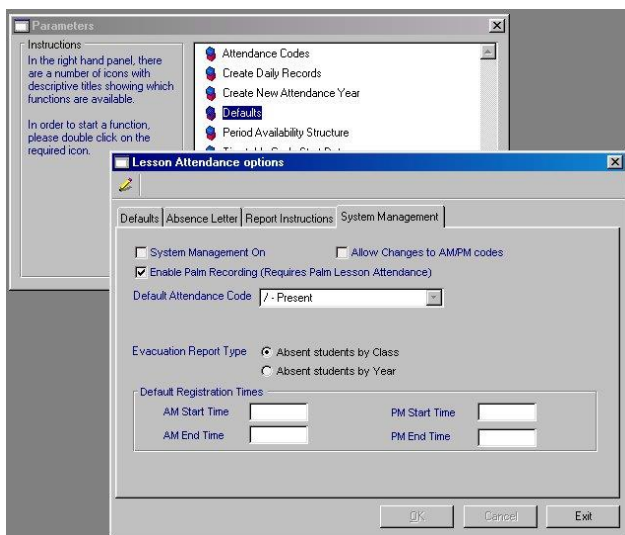 Parameters
Instructions
In the right hand panel, there
are a number of icons with
descriptive titles showing which
functions are available.
In order to start a function,
please double click on the
required icon.
Attendance Codes
Create Daily Records
Create New Attendance Year
Defaults
Period Availability Structure
Lesson Attendance options
Defaults Absence Letter Report Instructions System Management
System Management On Allow Changes to AM/PM codes
Enable Palm Recording (Requires Palm Lesson Attendance)
Default Attendance Code / - Present
Evacuation Report Type Absent students by Class
Absent students by Year
Default Registration Times
AM Start Time PM Start Time
AM End Time PM End Time
OK Cancel Exit